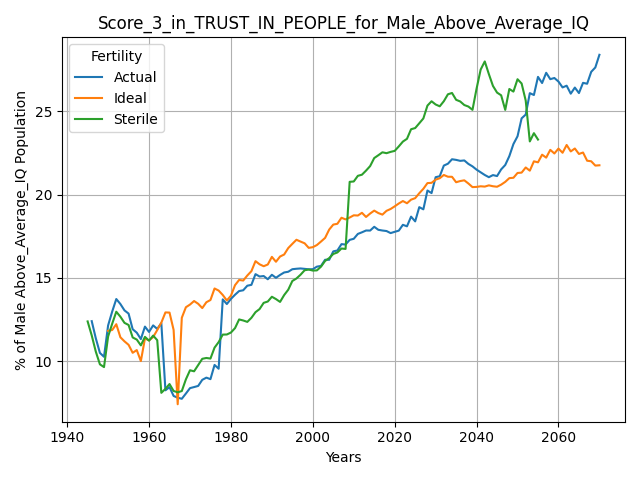 Score_3_in_TRUST_IN_PEOPLE_for_Male_Above_Average_IQ
Fertility
Actual
Ideal
Sterile
% of Male Above_Average_IQ Population
25
20
15
10
1940 1960 1980 2000 2020 2040 2060
Years